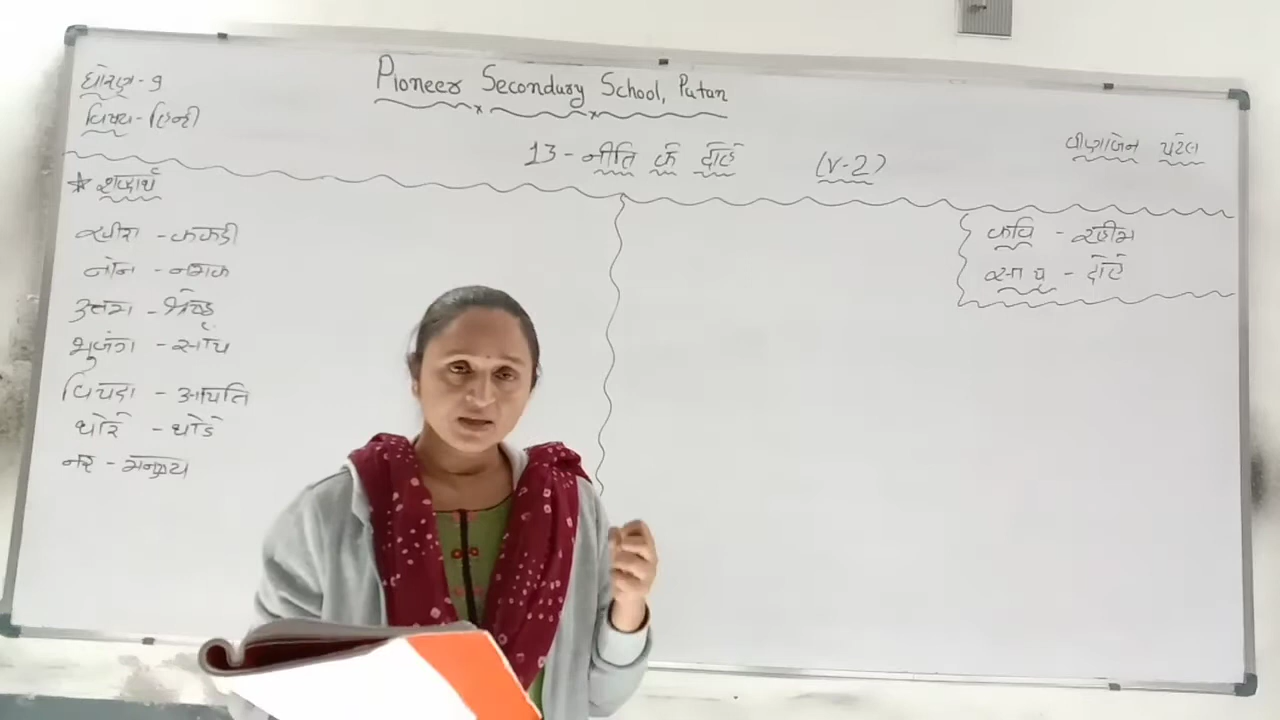 Pioneer Secondary School, Patan
धोरण - 9
विषय - हिन्दी
13 - नीति के दोहे (V-2)
वीणाबेन पटेल
★ शब्दार्थ
खीरा - ककडी
नोन - नमक
उत्तम - श्रेष्ठ
भुजंग - साँप
विपदा - आपति
थोरे - थोडे
नर - मनुष्य
कवि - रहीम
साच - दोहे